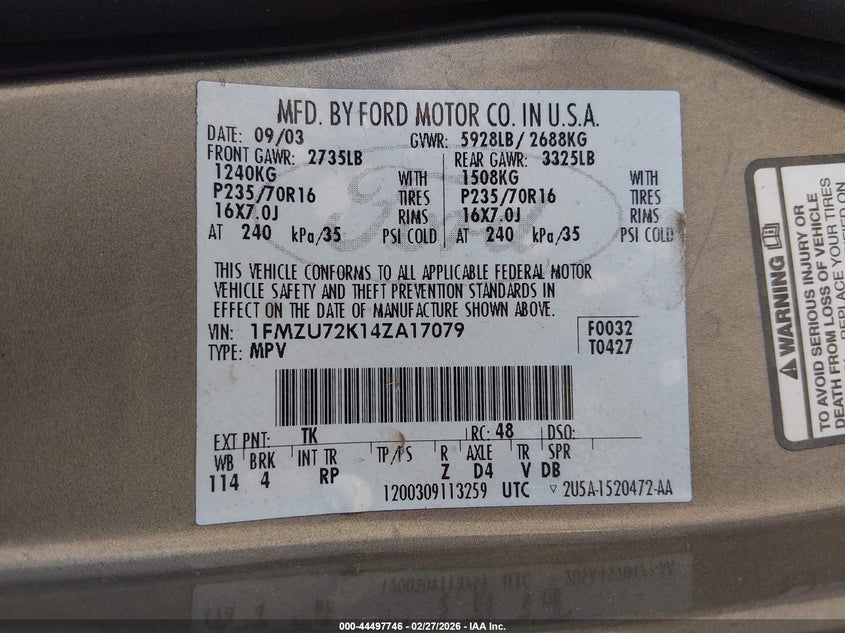 MFD. BY FORD MOTOR CO. IN U.S.A.
DATE: 09/03 GVWR: 5928LB/ 2688KG
FRONT GAWR: 2735LB REAR GAWR: 3325LB
1240KG WITH 1508KG WITH
P235/70R16 TIRES P235/70R16 TIRES
16X7.0J RIMS 16X7.0J RIMS
AT 240 kPa/35 PSI COLD AT 240 kPa/35 PSI COLD
Ford
THIS VEHICLE CONFORMS TO ALL APPLICABLE FEDERAL MOTOR
VEHICLE SAFETY AND THEFT PREVENTION STANDARDS IN
EFFECT ON THE DATE OF MANUFACTURE SHOWN ABOVE.
VIN: 1FMZU72K14ZA17079 F0032
TYPE: MPV T0427
EXT PNT: TK RC: 48 DSO:
WB BRK INT TR TP/PS R AXLE TR SPR
114 4 RP Z D4 V DB
1200309113259 UTC ▽ 2U5A-1520472-AA
WARNING
TO AVOID SERIOUS INJURY OR
DEATH FROM LOSS OF VEHICLE
REPLACE YOUR TIRES
000-44497746 - 02/27/2026 - IAA Inc.